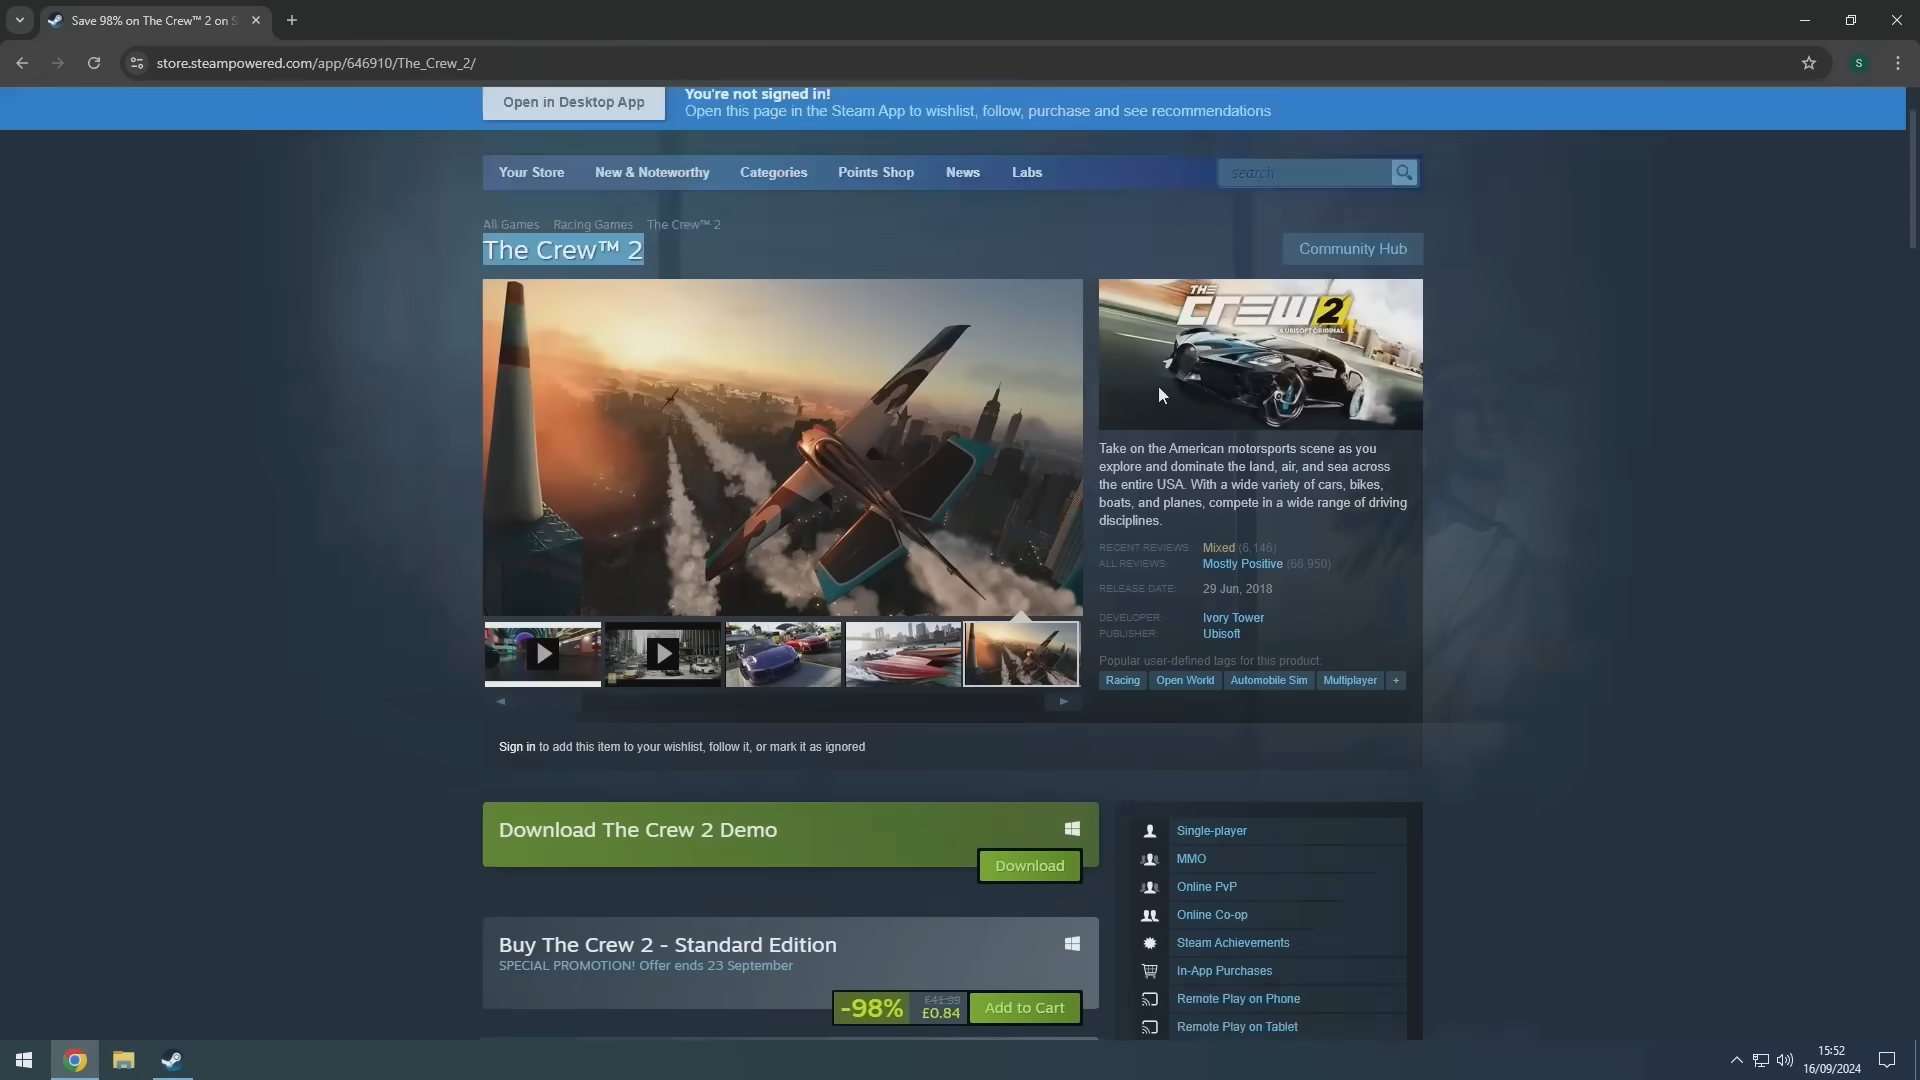 Save 98% on The Crew™ 2 on S
store.steampowered.com/app/646910/The_Crew_2/
S
Open in Desktop App
You're not signed in!
Open this page in the Steam App to wishlist, follow, purchase and see recommendations
Your Store
New & Noteworthy
Categories
Points Shop
News
Labs
search
All Games
Racing Games
The Crew™ 2
The Crew™ 2
Community Hub
THE
CREW 2
A UBISOFT ORIGINAL
Take on the American motorsports scene as you
explore and dominate the land, air, and sea across
the entire USA. With a wide variety of cars, bikes,
boats, and planes, compete in a wide range of driving
disciplines.
RECENT REVIEWS: Mixed (6,146)
ALL REVIEWS: Mostly Positive (66,950)
RELEASE DATE: 29 Jun, 2018
DEVELOPER: Ivory Tower
PUBLISHER: Ubisoft
Popular user-defined tags for this product:
Racing
Open World
Automobile Sim
Multiplayer
+
Sign in to add this item to your wishlist, follow it, or mark it as ignored
Download The Crew 2 Demo
Download
Buy The Crew 2 - Standard Edition
SPECIAL PROMOTION! Offer ends 23 September
-98%
£41.99
£0.84
Add to Cart
Single-player
MMO
Online PvP
Online Co-op
Steam Achievements
In-App Purchases
Remote Play on Phone
Remote Play on Tablet
15:52
16/09/2024